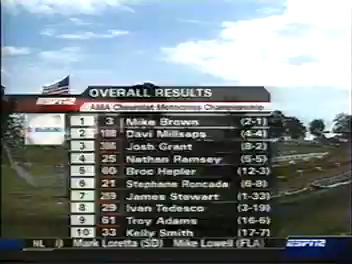 ESPN
OVERALL RESULTS
ESPN
AMA Chevrolet Motocross Championship
1 3 Mike Brown (2-1)
2 188 Davi Millsaps (4-4)
3 Josh Grant (8-2)
4 25 Nathan Ramsey (5-5)
5 60 Broc Hepler (12-3)
6 21 Stephane Roncada (6-8)
7 259 James Stewart (1-33)
8 29 Ivan Tedesco (3-19)
9 61 Troy Adams (16-6)
10 33 Kelly Smith (17-7)
NL Mark Loretta (SD) Mike Lowell (FLA) ESPN2